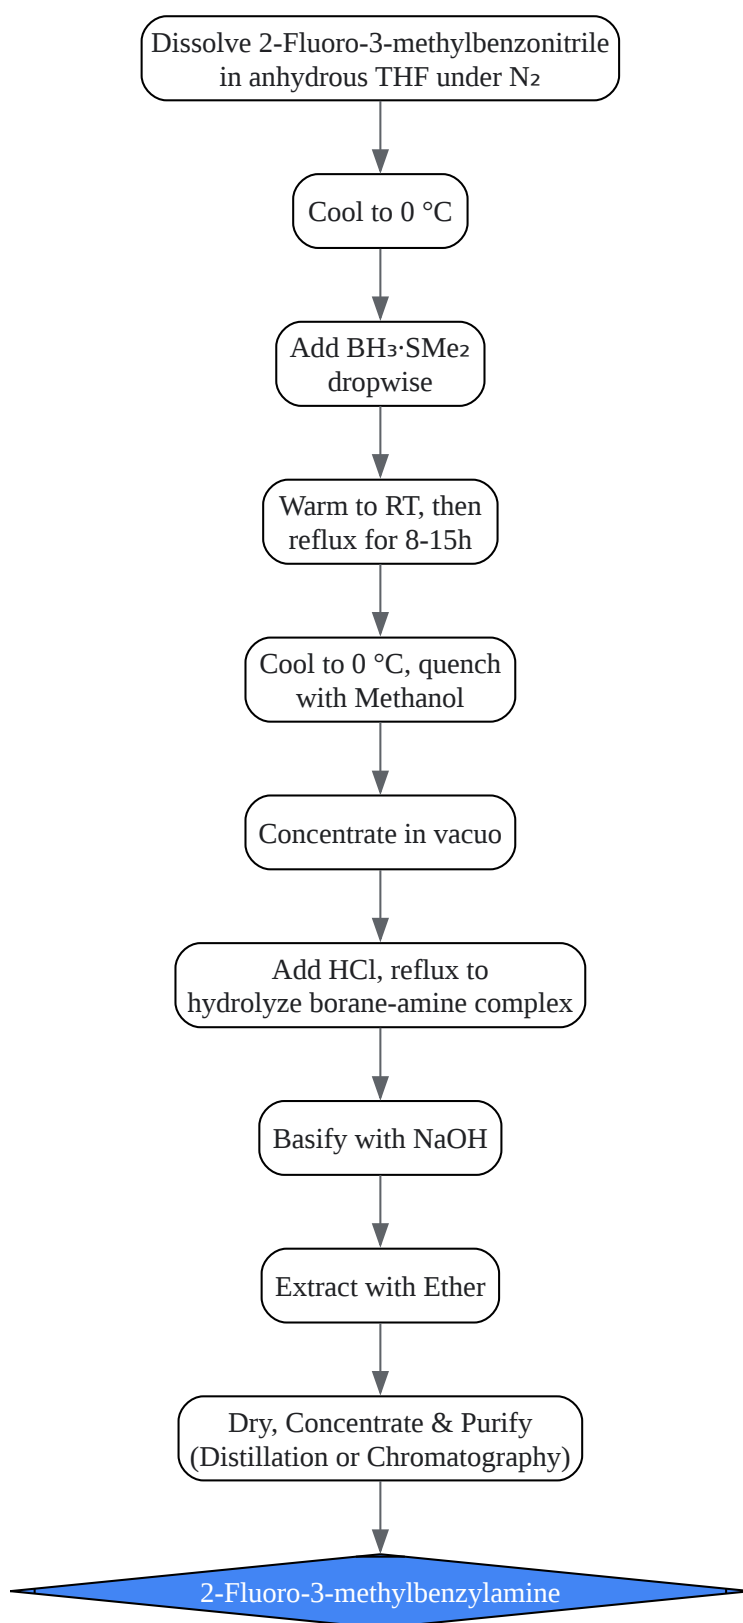 Dissolve 2-Fluoro-3-methylbenzonitrile
in anhydrous THF under N₂
Cool to 0 °C
Add BH₃·SMe₂
dropwise
Warm to RT, then
reflux for 8-15h
Cool to 0 °C, quench
with Methanol
Concentrate in vacuo
Add HCl, reflux to
hydrolyze borane-amine complex
Basify with NaOH
Extract with Ether
Dry, Concentrate & Purify
(Distillation or Chromatography)
2-Fluoro-3-methylbenzylamine